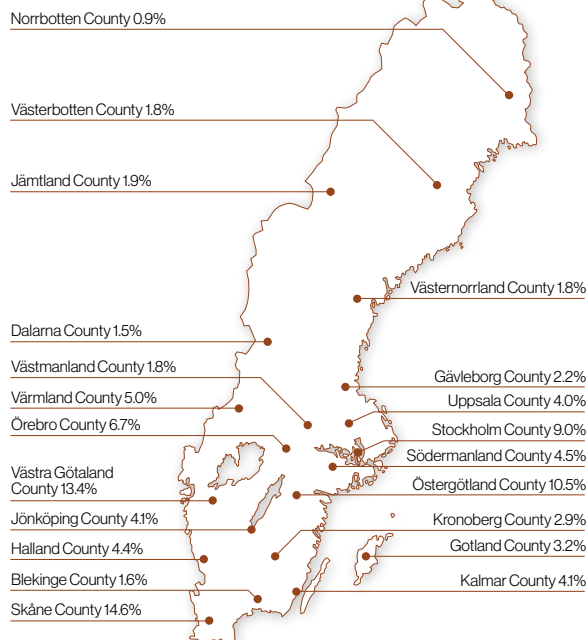 Norrbotten County 0.9%
Västerbotten County 1.8%
Jämtland County 1.9%
Västernorrland County 1.8%
Dalarna County 1.5%
Västmanland County 1.8%
Gävleborg County 2.2%
Värmland County 5.0%
Uppsala County 4.0%
Örebro County 6.7%
Stockholm County 9.0%
Södermanland County 4.5%
Västra Götaland
County 13.4%
Östergötland County 10.5%
Jönköping County 4.1%
Kronoberg County 2.9%
Halland County 4.4%
Gotland County 3.2%
Blekinge County 1.6%
Kalmar County 4.1%
Skåne County 14.6%